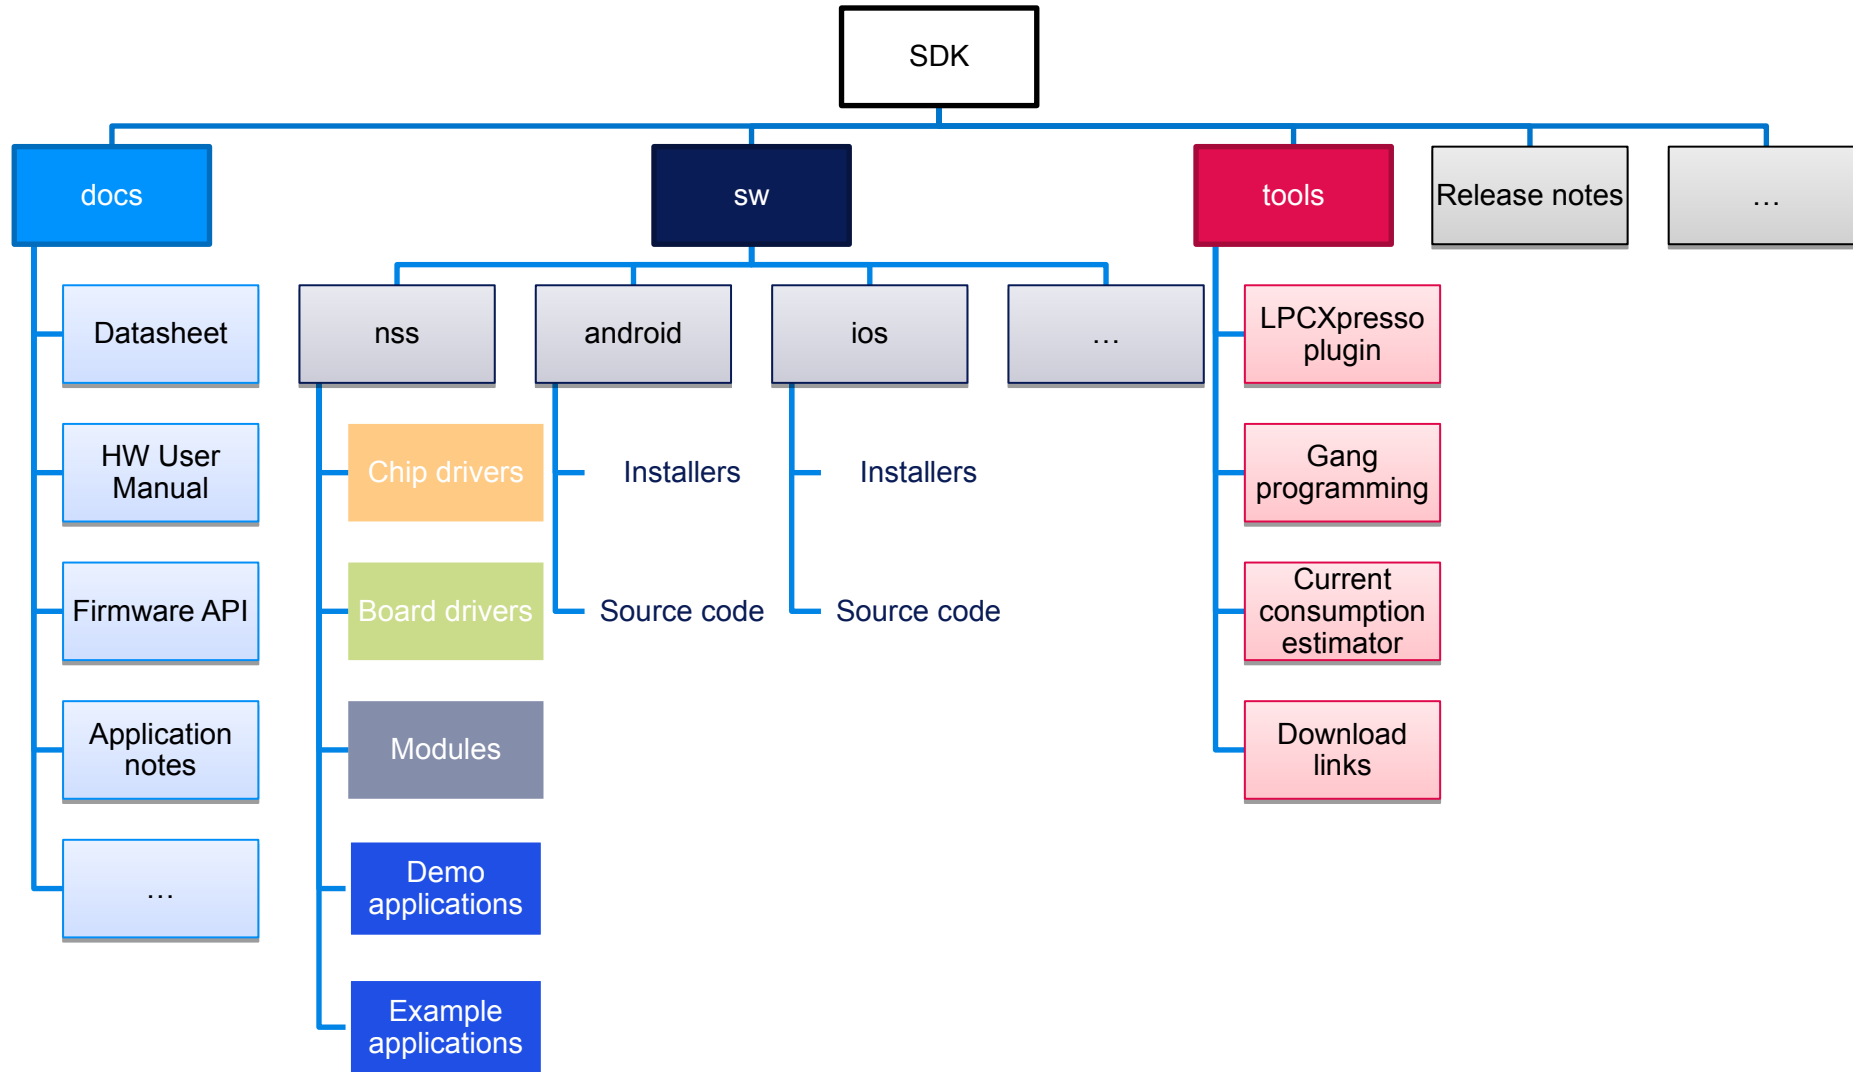 SDK
docs
sw
tools
Release notes
…
Datasheet
nss
android
ios
…
LPCXpresso
plugin
HW User
Manual
Chip drivers
Installers
Installers
Gang
programming
Firmware API
Board drivers
Source code
Source code
Current
consumption
estimator
Application
notes
Modules
Download
links
…
Demo
applications
Example
applications